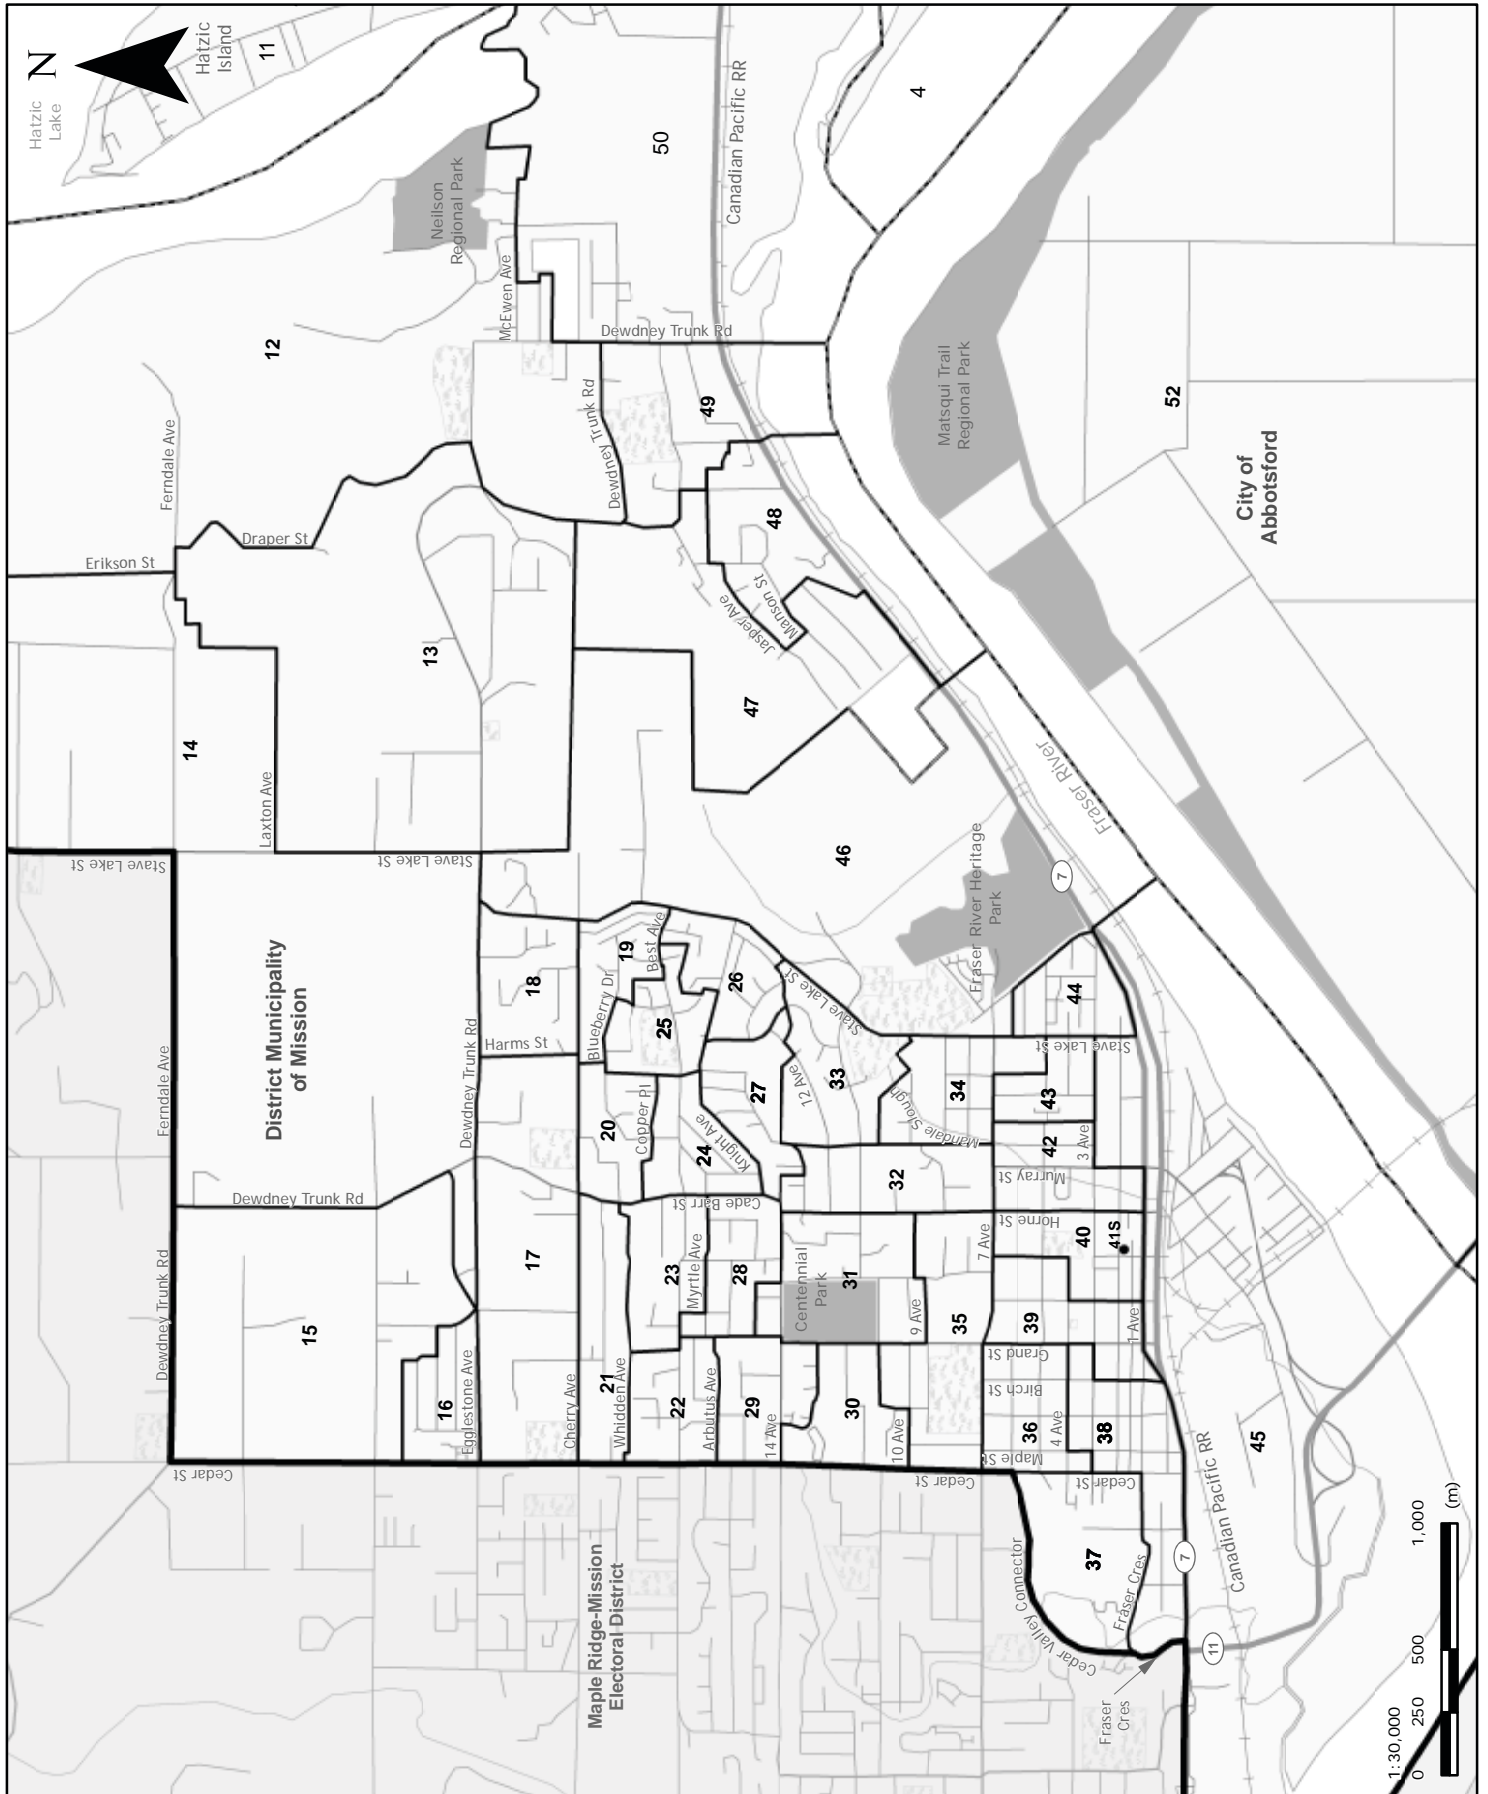 N
Hatzic
Island
11
Hatzic
Lake
4
50
Canadian Pacific RR
Neilson
Regional Park
McEwen Ave
12
Dewdney Trunk Rd
Dewdney Trunk Rd
49
Matsqui Trail
Regional Park
52
City of
Abbotsford
Ferndale Ave
Draper St
Erikson St
48
Manson St
Jasper Ave
13
14
47
Laxton Ave
Stave Lake St
Stave Lake St
46
Fraser River
Fraser River Heritage
Park
7
District Municipality
of Mission
Ferndale Ave
Dewdney Trunk Rd
18
Harms St
19
Best Ave
Blueberry Dr
25
26
Stave Lake St
44
Stave Lake St
33
12 Ave
27
34
Mandale Slough
43
42
3 Ave
20
Copper Pl
24
Knight Ave
32
Murray St
Dewdney Trunk Rd
Cade Barr St
Horne St
40
41S
7 Ave
17
23
Myrtle Ave
28
Centennial
Park
31
9 Ave
35
39
1 Ave
Grand St
Dewdney Trunk Rd
15
16
Egglestone Ave
Cherry Ave
21
Whidden Ave
22
Arbutus Ave
29
14 Ave
30
10 Ave
Birch St
36
4 Ave
38
Maple St
45
Cedar St
Cedar St
Cedar St
Canadian Pacific RR
Maple Ridge-Mission
Electoral District
Cedar Valley Connector
37
Fraser Cres
7
11
Fraser
Cres
1:30,000
0 250 500 1,000
(m)